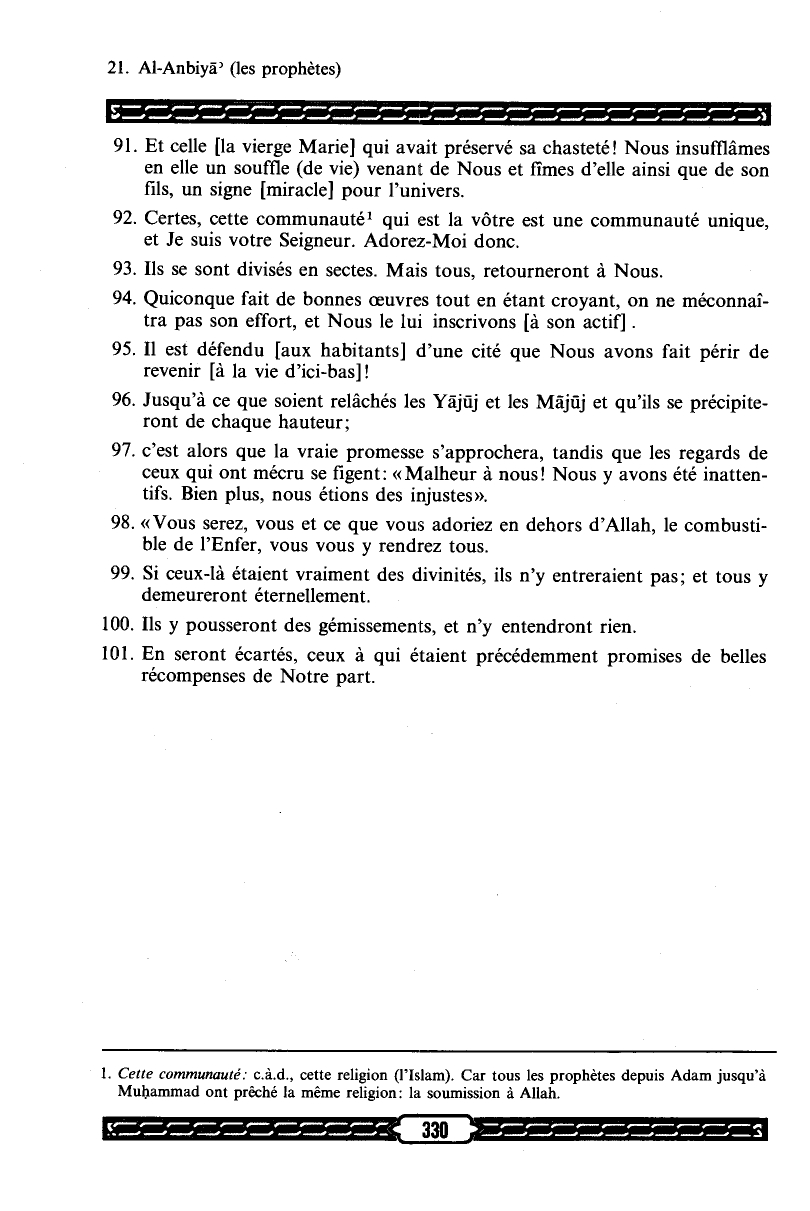 21. Al-Anbiyāʾ (les prophètes)
91. Et celle [la vierge Marie] qui avait préservé sa chasteté! Nous insufflâmes
en elle un souffle (de vie) venant de Nous et fîmes d'elle ainsi que de son
fils, un signe [miracle] pour l'univers.
92. Certes, cette communauté¹ qui est la vôtre est une communauté unique,
et Je suis votre Seigneur. Adorez-Moi donc.
93. Ils se sont divisés en sectes. Mais tous, retourneront à Nous.
94. Quiconque fait de bonnes œuvres tout en étant croyant, on ne méconnaî-
tra pas son effort, et Nous le lui inscrivons [à son actif] .
95. Il est défendu [aux habitants] d'une cité que Nous avons fait périr de
revenir [à la vie d'ici-bas]!
96. Jusqu'à ce que soient relâchés les Yājūj et les Mājūj et qu'ils se précipite-
ront de chaque hauteur;
97. c'est alors que la vraie promesse s'approchera, tandis que les regards de
ceux qui ont mécru se figent: «Malheur à nous! Nous y avons été inatten-
tifs. Bien plus, nous étions des injustes».
98. «Vous serez, vous et ce que vous adoriez en dehors d'Allah, le combusti-
ble de l'Enfer, vous vous y rendrez tous.
99. Si ceux-là étaient vraiment des divinités, ils n'y entreraient pas; et tous y
demeureront éternellement.
100. Ils y pousseront des gémissements, et n'y entendront rien.
101. En seront écartés, ceux à qui étaient précédemment promises de belles
récompenses de Notre part.
1. Cette communauté: c.à.d., cette religion (l'Islam). Car tous les prophètes depuis Adam jusqu'à
Muḥammad ont prêché la même religion: la soumission à Allah.
330